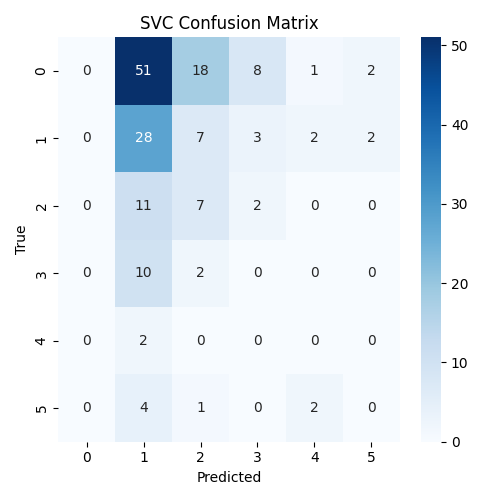 SVC Confusion Matrix
0 0 51 18 8 1 2
1 0 28 7 3 2 2
2 0 11 7 2 0 0
3 0 10 2 0 0 0
4 0 2 0 0 0 0
5 0 4 1 0 2 0
0 1 2 3 4 5
Predicted
True
50
40
30
20
10
0